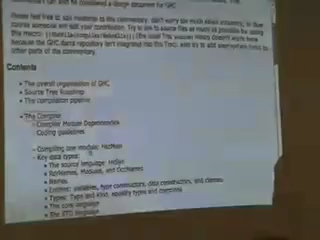 considered a design document for GHC
Please feel free to add material to the commentary; don't worry too much about accuracy, in due
course someone will edit your contribution. Try to link to source files as much as possible by using
this macro:
because the GHC darcs repository isn't integrated into this Trac), and try to add appropriate links to
other parts of the commentary.
Contents
• The overall organisation of GHC
• Source Tree Roadmap
• The compilation pipeline
• The Compiler
Compiler Module Dependencies
Coding guidelines
◦ Compiling one module: HscMain
◦ Key data types:
• The source language: HsSyn
• RdrNames, Modules, and OccNames
• Names
• Entities: variables, type constructors, data constructors, and classes.
• Types: Type and Kind, equality types and coercions
• The core language
• The STG language